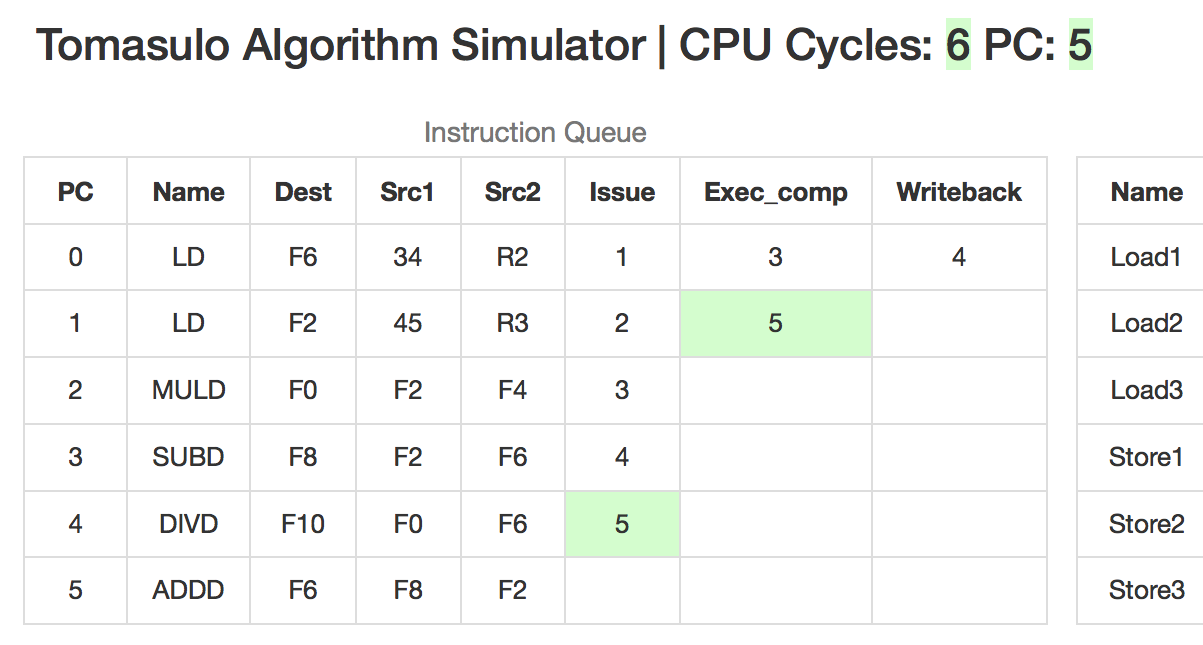 Tomasulo Algorithm Simulator | CPU Cycles: 6 PC: 5
Instruction Queue
PC Name Dest Src1 Src2 Issue Exec_comp Writeback Name
0 LD F6 34 R2 1 3 4 Load1
1 LD F2 45 R3 2 5 Load2
2 MULD F0 F2 F4 3 Load3
3 SUBD F8 F2 F6 4 Store1
4 DIVD F10 F0 F6 5 Store2
5 ADDD F6 F8 F2 Store3